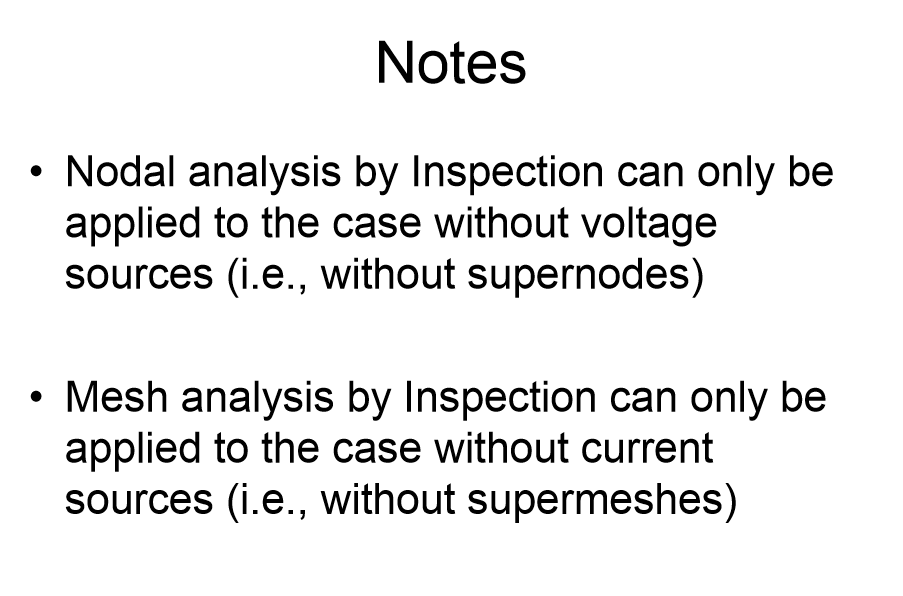 Notes
• Nodal analysis by Inspection can only be
applied to the case without voltage
sources (i.e., without supernodes)
• Mesh analysis by Inspection can only be
applied to the case without current
sources (i.e., without supermeshes)